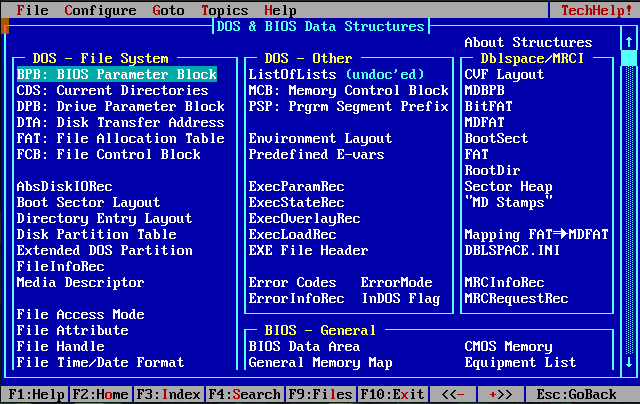 File Configure Goto Topics Help TechHelp!
DOS & BIOS Data Structures
About Structures
DOS - File System
BPB: BIOS Parameter Block
CDS: Current Directories
DPB: Drive Parameter Block
DTA: Disk Transfer Address
FAT: File Allocation Table
FCB: File Control Block
AbsDiskIORec
Boot Sector Layout
Directory Entry Layout
Disk Partition Table
Extended DOS Partition
FileInfoRec
Media Descriptor
File Access Mode
File Attribute
File Handle
File Time/Date Format
DOS - Other
ListOfLists (undoc'ed)
MCB: Memory Control Block
PSP: Prgrm Segment Prefix
Environment Layout
Predefined E-vars
ExecParamRec
ExecStateRec
ExecOverlayRec
ExecLoadRec
EXE File Header
Error Codes ErrorMode
ErrorInfoRec InDOS Flag
Dblspace/MRCI
CVF Layout
MDBPB
BitFAT
MDFAT
BootSect
FAT
RootDir
Sector Heap
"MD Stamps"
Mapping FAT⇒MDFAT
DBLSPACE.INI
MRCInfoRec
MRCRequestRec
BIOS - General
BIOS Data Area CMOS Memory
General Memory Map Equipment List
F1:Help F2:Home F3:Index F4:Search F9:Files F10:Exit <<- +>> Esc:GoBack